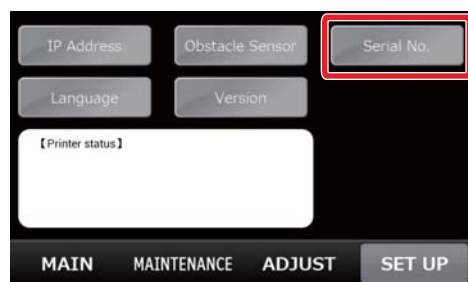 IP Address Obstacle Sensor Serial No.
Language Version
【Printer status】
MAIN MAINTENANCE ADJUST SET UP